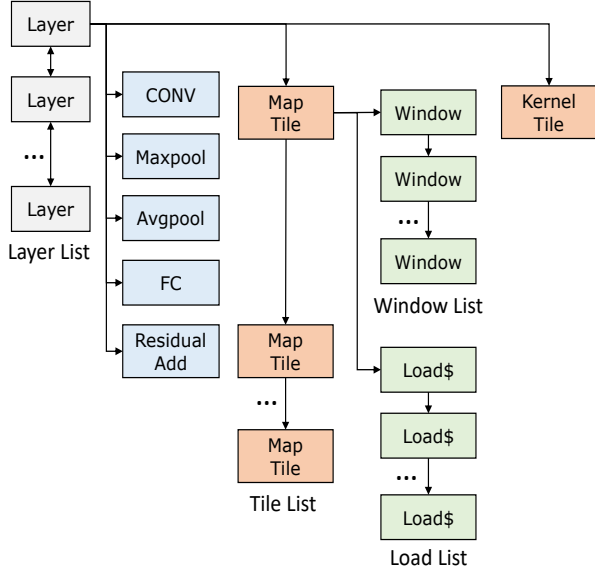 Layer
Layer
...
Layer
Layer List
CONV
Maxpool
Avgpool
FC
Residual
Add
Map
Tile
Map
Tile
...
Map
Tile
Tile List
Window
Window
...
Window
Window List
Load$
Load$
...
Load$
Load List
Kernel
Tile